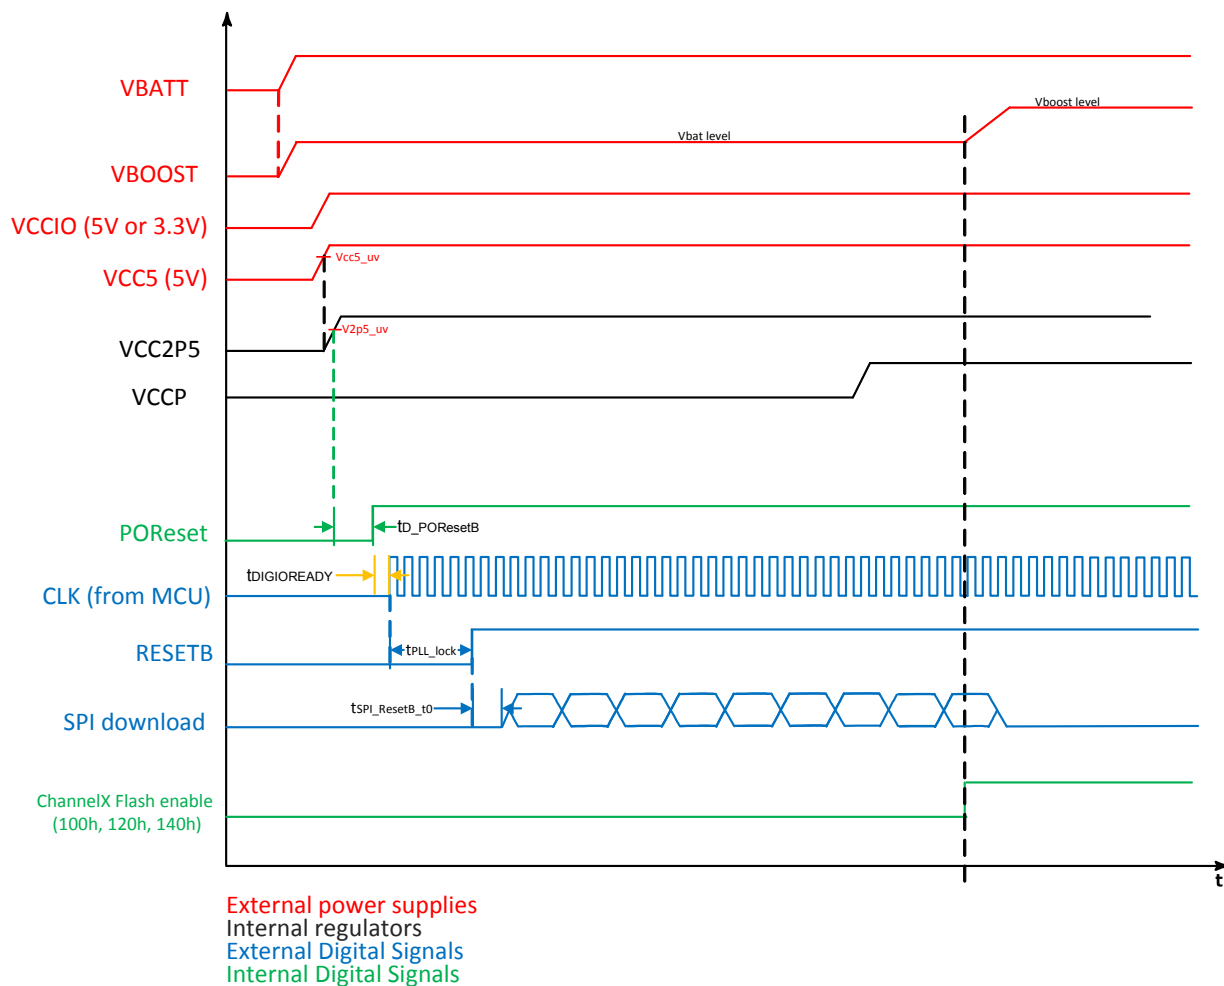 VBATT
Vboost level
Vbat level
VBOOST
VCCIO (5V or 3.3V)
Vcc5_uv
VCC5 (5V)
V2p5_uv
VCC2P5
VCCP
tD_POResetB
POReset
tDIGIOREADY
CLK (from MCU)
tPLL_lock
RESETB
tSPI_ResetB_t0
SPI download
ChannelX Flash enable
(100h, 120h, 140h)
t
External power supplies
Internal regulators
External Digital Signals
Internal Digital Signals